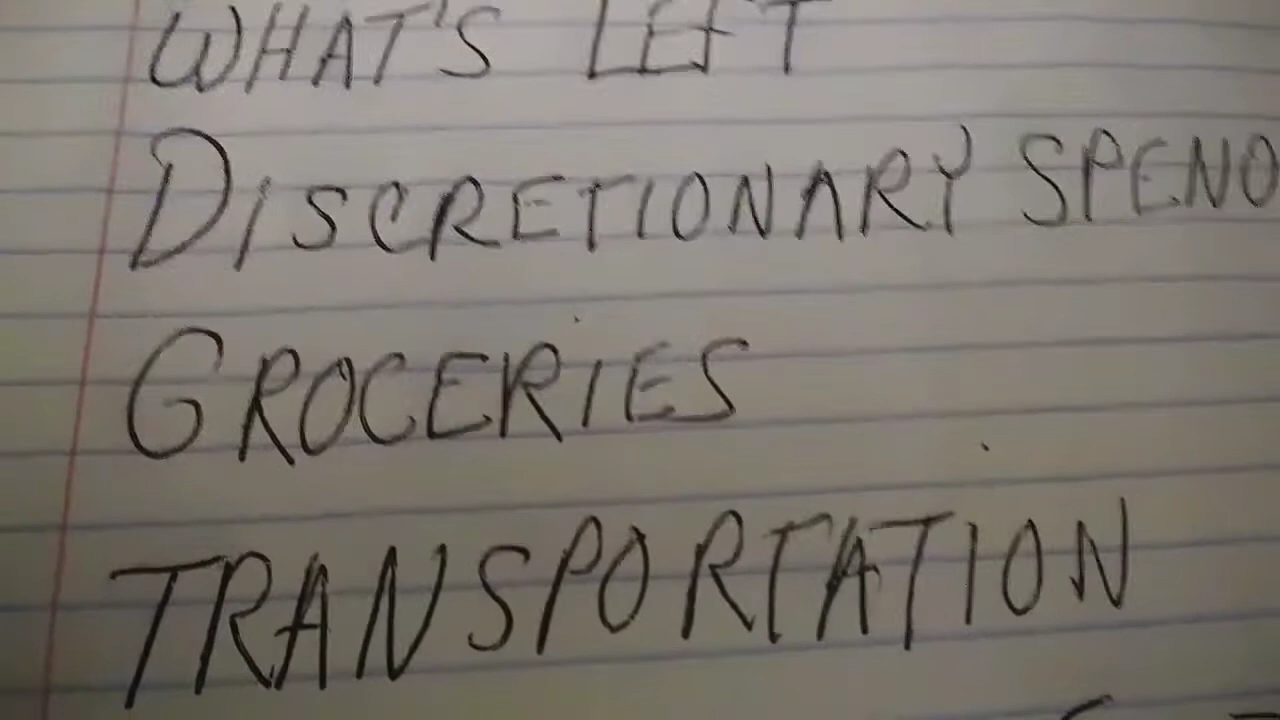 WHAT'S LEFT
DISCRETIONARY SPEND
GROCERIES
TRANSPORTATION